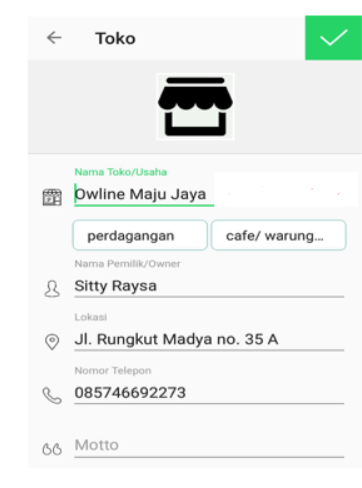 Toko
Nama Toko/Usaha
Owline Maju Jaya
perdagangan cafe/ warung...
Nama Pemilik/Owner
Sitty Raysa
Lokasi
Jl. Rungkut Madya no. 35 A
Nomor Telepon
085746692273
Motto